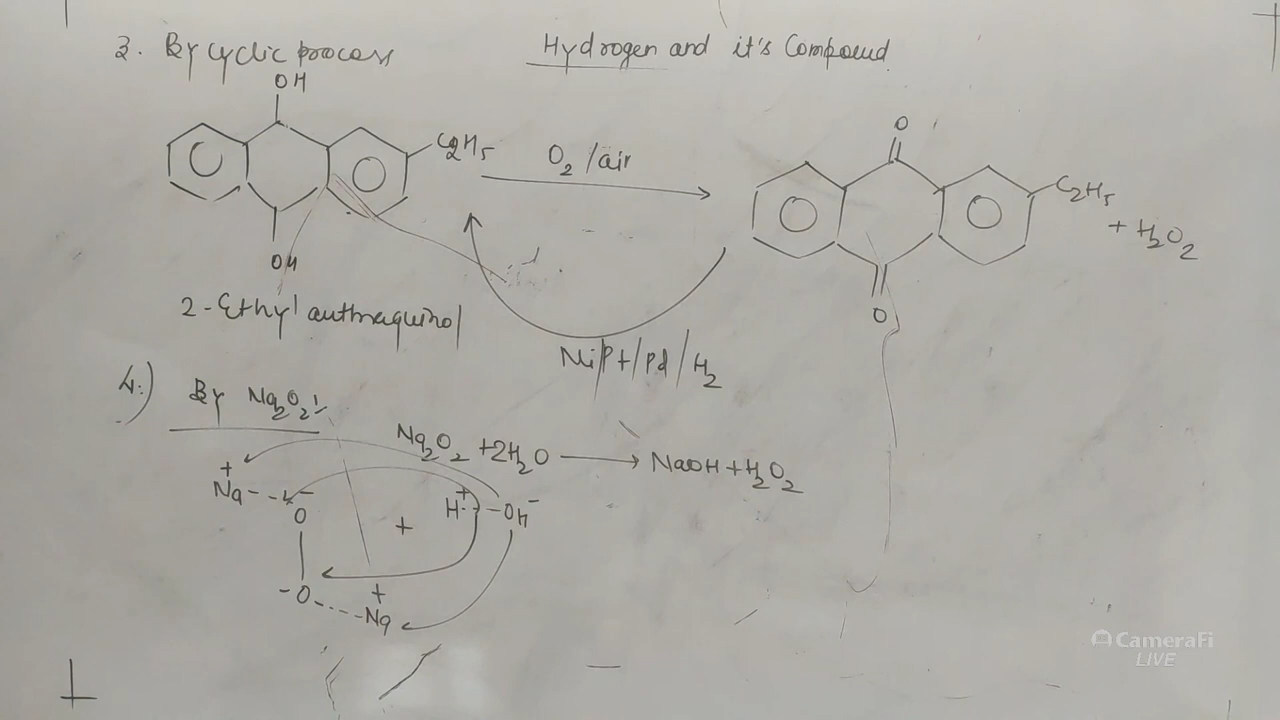 3. By cyclic process
Hydrogen and it's Compound
OH
C2H5
O2 /air
O
C2H5
+ H2O2
OH
O
2-Ethyl anthraquinol
Ni/Pt/Pd/H2
4.) By Na2O2:
Na2O2 +2H2O → NaOH + H2O2
+
Na--- -
O
+
H+ --OH-
-O --- Na
+
CameraFi
LIVE